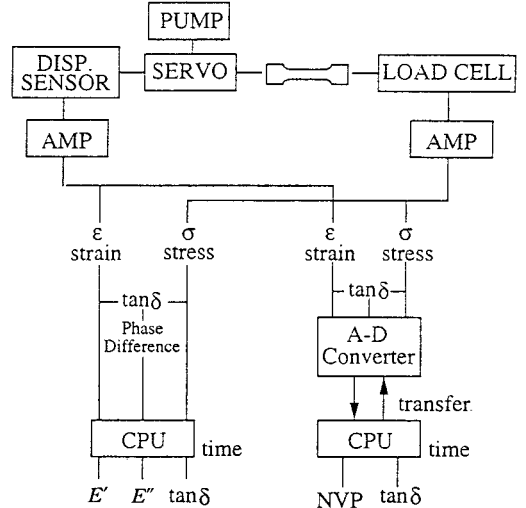 PUMP
DISP.
SENSOR
SERVO
LOAD CELL
AMP
AMP
ε
strain
σ
stress
ε
strain
σ
stress
tanδ
Phase
Difference
tanδ
A-D
Converter
transfer
CPU
time
CPU
time
E′
E″
tanδ
NVP
tanδ